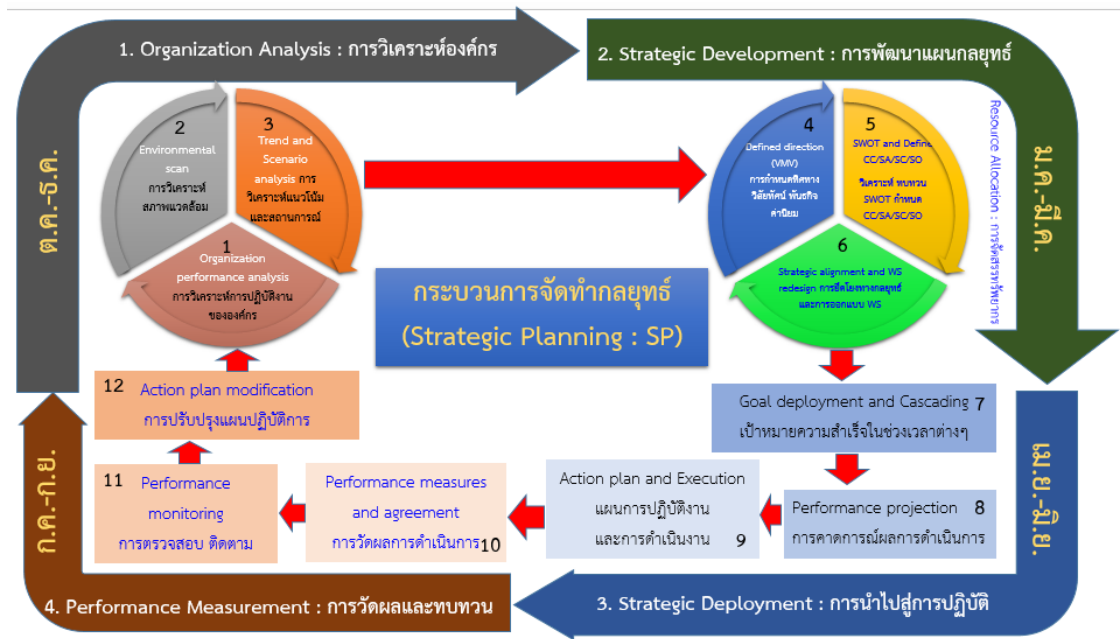 1. Organization Analysis : การวิเคราะห์องค์กร
2. Strategic Development : การพัฒนาแผนกลยุทธ์
ต.ค.-ธ.ค.
2
Environmental
scan
การวิเคราะห์
สภาพแวดล้อม
3
Trend and
Scenario
analysis การ
วิเคราะห์แนวโน้ม
และสถานการณ์
1
Organization
performance analysis
การวิเคราะห์การปฏิบัติงาน
ขององค์กร
4
Defined direction
(VMV)
การกำหนดทิศทาง
วิสัยทัศน์ พันธกิจ
ค่านิยม
5
SWOT and Define
CC/SA/SC/SO
วิเคราะห์ ทบทวน
SWOT กำหนด
CC/SA/SC/SO
6
Strategic alignment and WS
redesign การยึดโยงทางกลยุทธ์
และการออกแบบ WS
Resource Allocation : การจัดสรรทรัพยากร
ม.ค.-มี.ค.
กระบวนการจัดทำกลยุทธ์
(Strategic Planning : SP)
Goal deployment and Cascading 7
เป้าหมายความสำเร็จในช่วงเวลาต่างๆ
Performance projection 8
การคาดการณ์ผลการดำเนินการ
Action plan and Execution
แผนการปฏิบัติงาน
และการดำเนินงาน 9
Performance measures
and agreement
การวัดผลการดำเนินการ 10
11 Performance
monitoring
การตรวจสอบ ติดตาม
12 Action plan modification
การปรับปรุงแผนปฏิบัติการ
เม.ย.-มิ.ย.
3. Strategic Deployment : การนำไปสู่การปฏิบัติ
4. Performance Measurement : การวัดผลและทบทวน
ก.ค.-ก.ย.